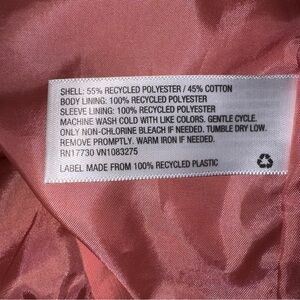 SHELL: 55% RECYCLED POLYESTER / 45% COTTON
BODY LINING: 100% RECYCLED POLYESTER
SLEEVE LINING: 100% RECYCLED POLYESTER
MACHINE WASH COLD WITH LIKE COLORS. GENTLE CYCLE.
ONLY NON-CHLORINE BLEACH IF NEEDED. TUMBLE DRY LOW.
REMOVE PROMPTLY. WARM IRON IF NEEDED.
RN17730 VN1083275
LABEL MADE FROM 100% RECYCLED PLASTIC